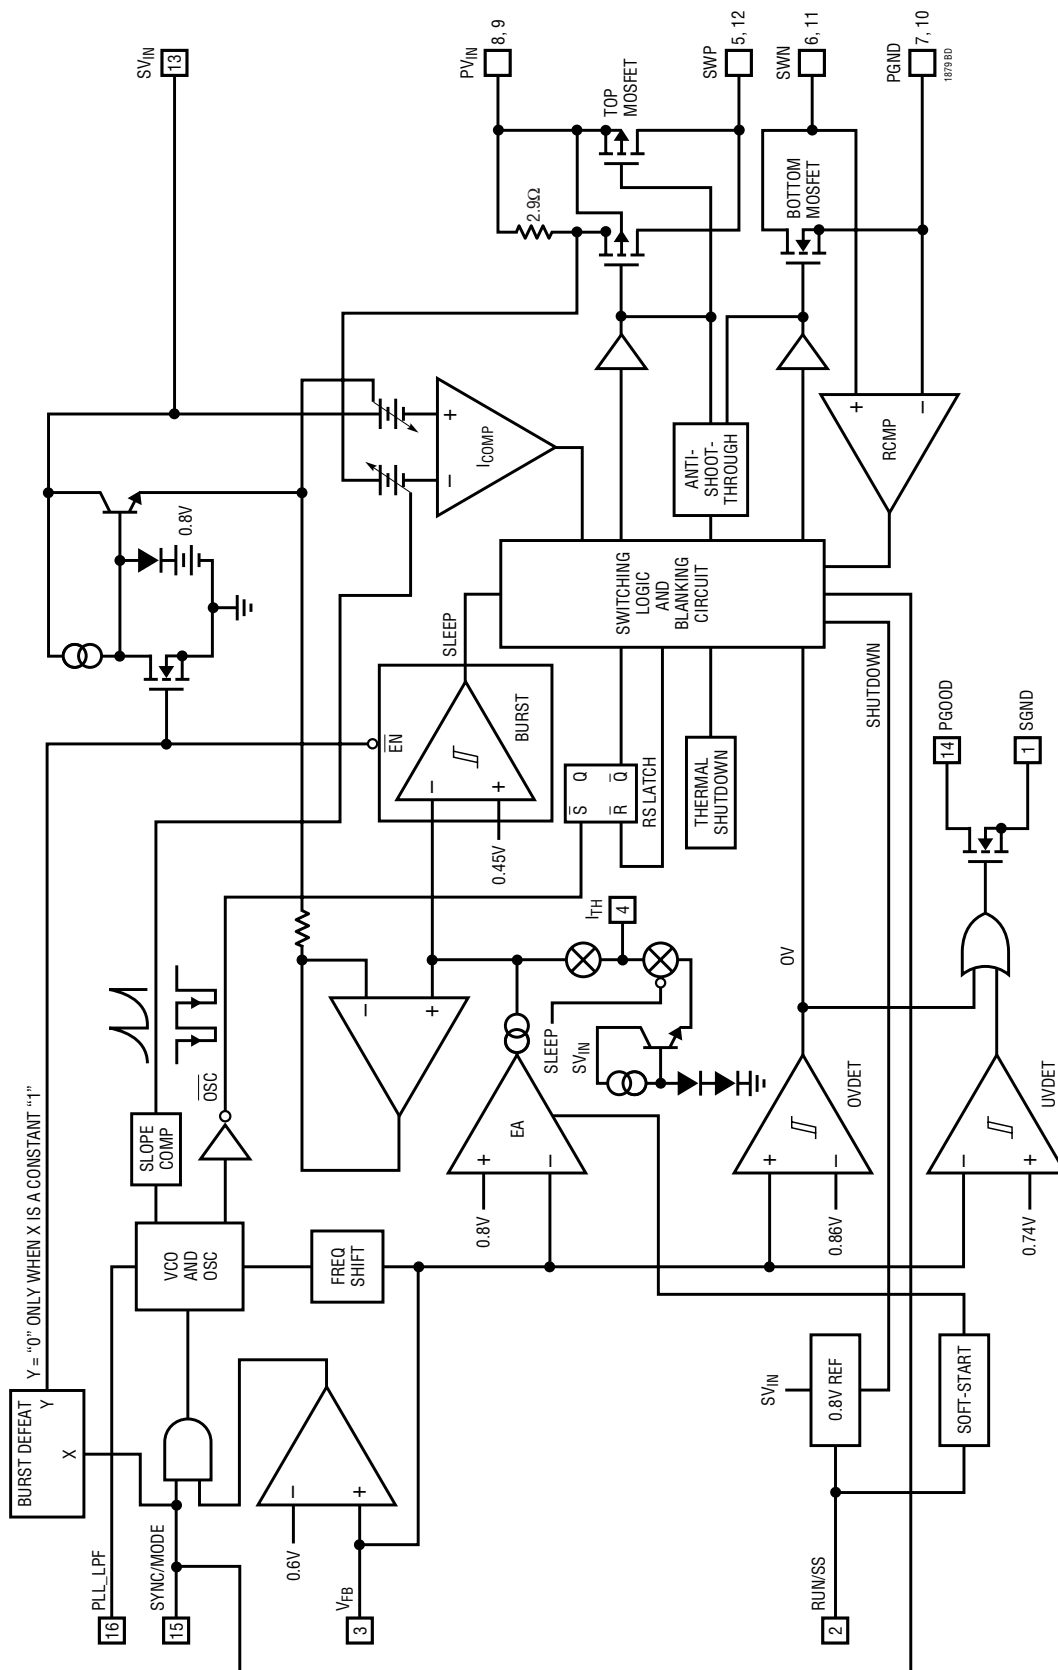 Y = “0” ONLY WHEN X IS A CONSTANT “1”
BURST DEFEAT
Y
X
PLL_LPF
16
SYNC/MODE
15
0.6V
–
+
VFB
3
RUN/SS
2
VCO
AND
OSC
SLOPE
COMP
OSC
FREQ
SHIFT
0.8V
+
–
EA
–
+
SVIN
0.8V REF
SOFT-START
0.86V
+
–
OVDET
0.74V
–
+
UVDET
SLEEP
SVIN
ITH
4
OV
0.45V
–
+
EN
BURST
SLEEP
S
Q
R
Q
RS LATCH
THERMAL
SHUTDOWN
SHUTDOWN
PGOOD
14
SGND
1
SWITCHING
LOGIC
AND
BLANKING
CIRCUIT
ANTI-
SHOOT-
THROUGH
0.8V
+
–
ICOMP
+
–
RCMP
2.9Ω
TOP
MOSFET
BOTTOM
MOSFET
SVIN
13
PVIN
8, 9
SWP
5, 12
SWN
6, 11
PGND
7, 10
1879 BD